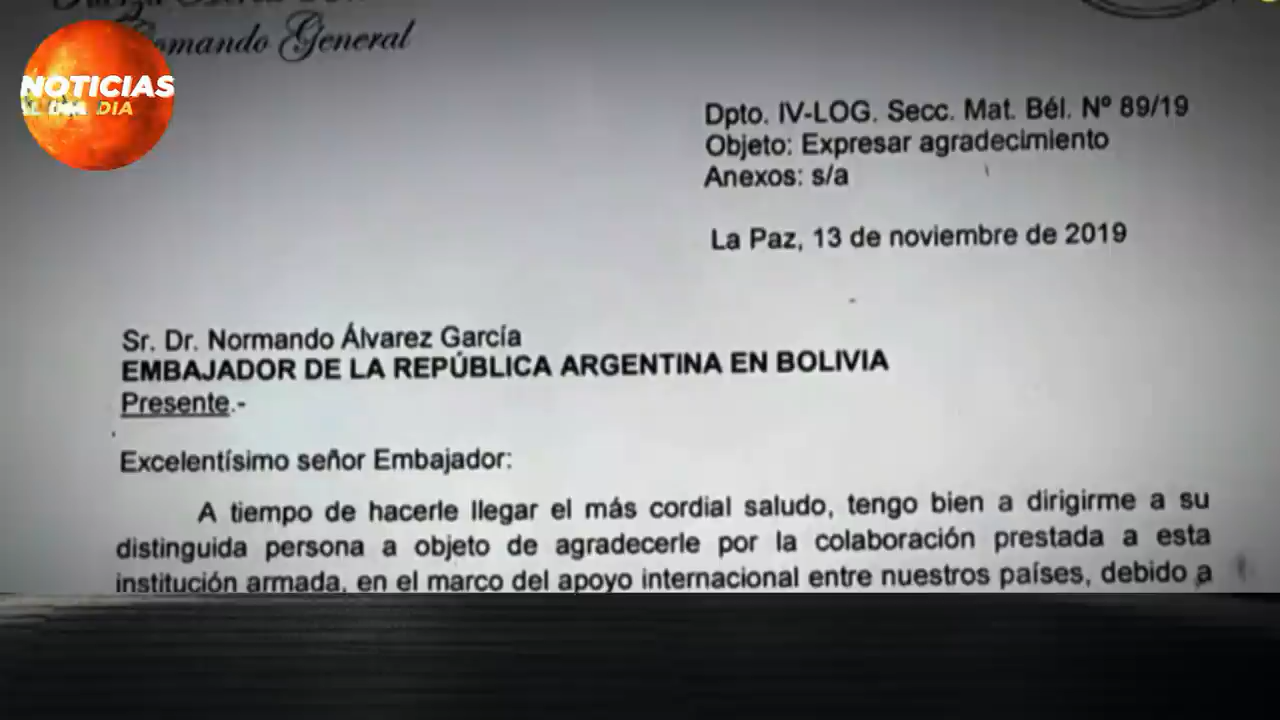 Comando General
NOTICIAS
AL DIA
Dpto. IV-LOG. Secc. Mat. Bél. Nº 89/19
Objeto: Expresar agradecimiento
Anexos: s/a
La Paz, 13 de noviembre de 2019
Sr. Dr. Normando Álvarez García
EMBAJADOR DE LA REPÚBLICA ARGENTINA EN BOLIVIA
Presente.-
Excelentísimo señor Embajador:
A tiempo de hacerle llegar el más cordial saludo, tengo bien a dirigirme a su
distinguida persona a objeto de agradecerle por la colaboración prestada a esta
institución armada, en el marco del apoyo internacional entre nuestros países, debido a